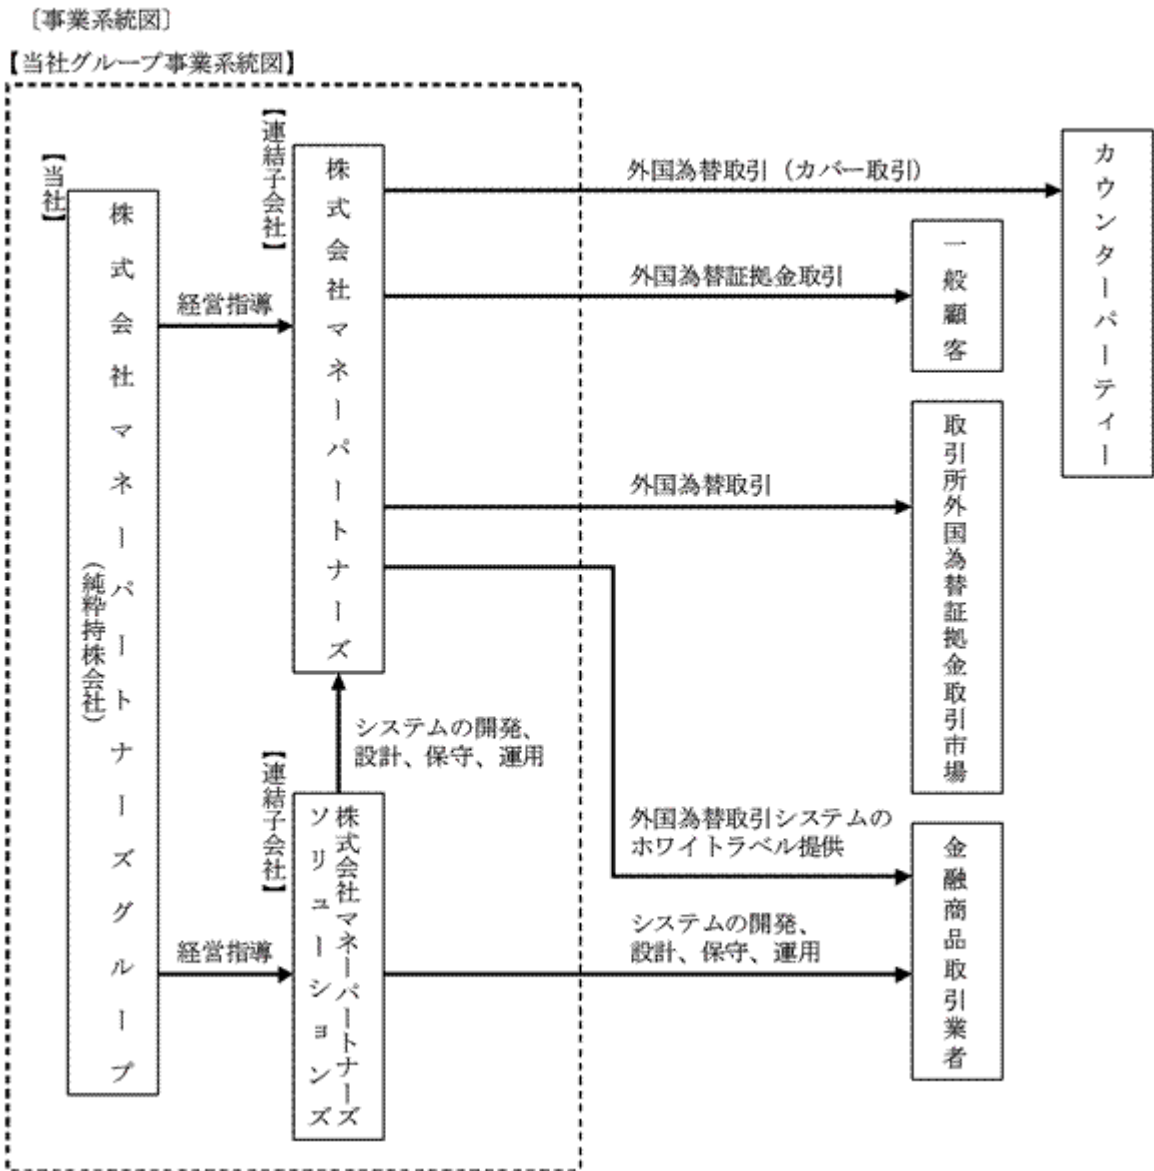 〔事業系統図〕
【当社グループ事業系統図】
【当社】
株式会社マネーパートナーズグループ
(純粋持株会社)
経営指導
経営指導
【連結子会社】
株式会社マネーパートナーズ
システムの開発、
設計、保守、運用
【連結子会社】
株式会社マネーパートナーズ
ソリューションズ
外国為替取引（カバー取引）
カウンターパーティー
外国為替証拠金取引
一般顧客
外国為替取引
取引所外国為替証拠金取引市場
外国為替取引システムの
ホワイトラベル提供
システムの開発、
設計、保守、運用
金融商品取引業者